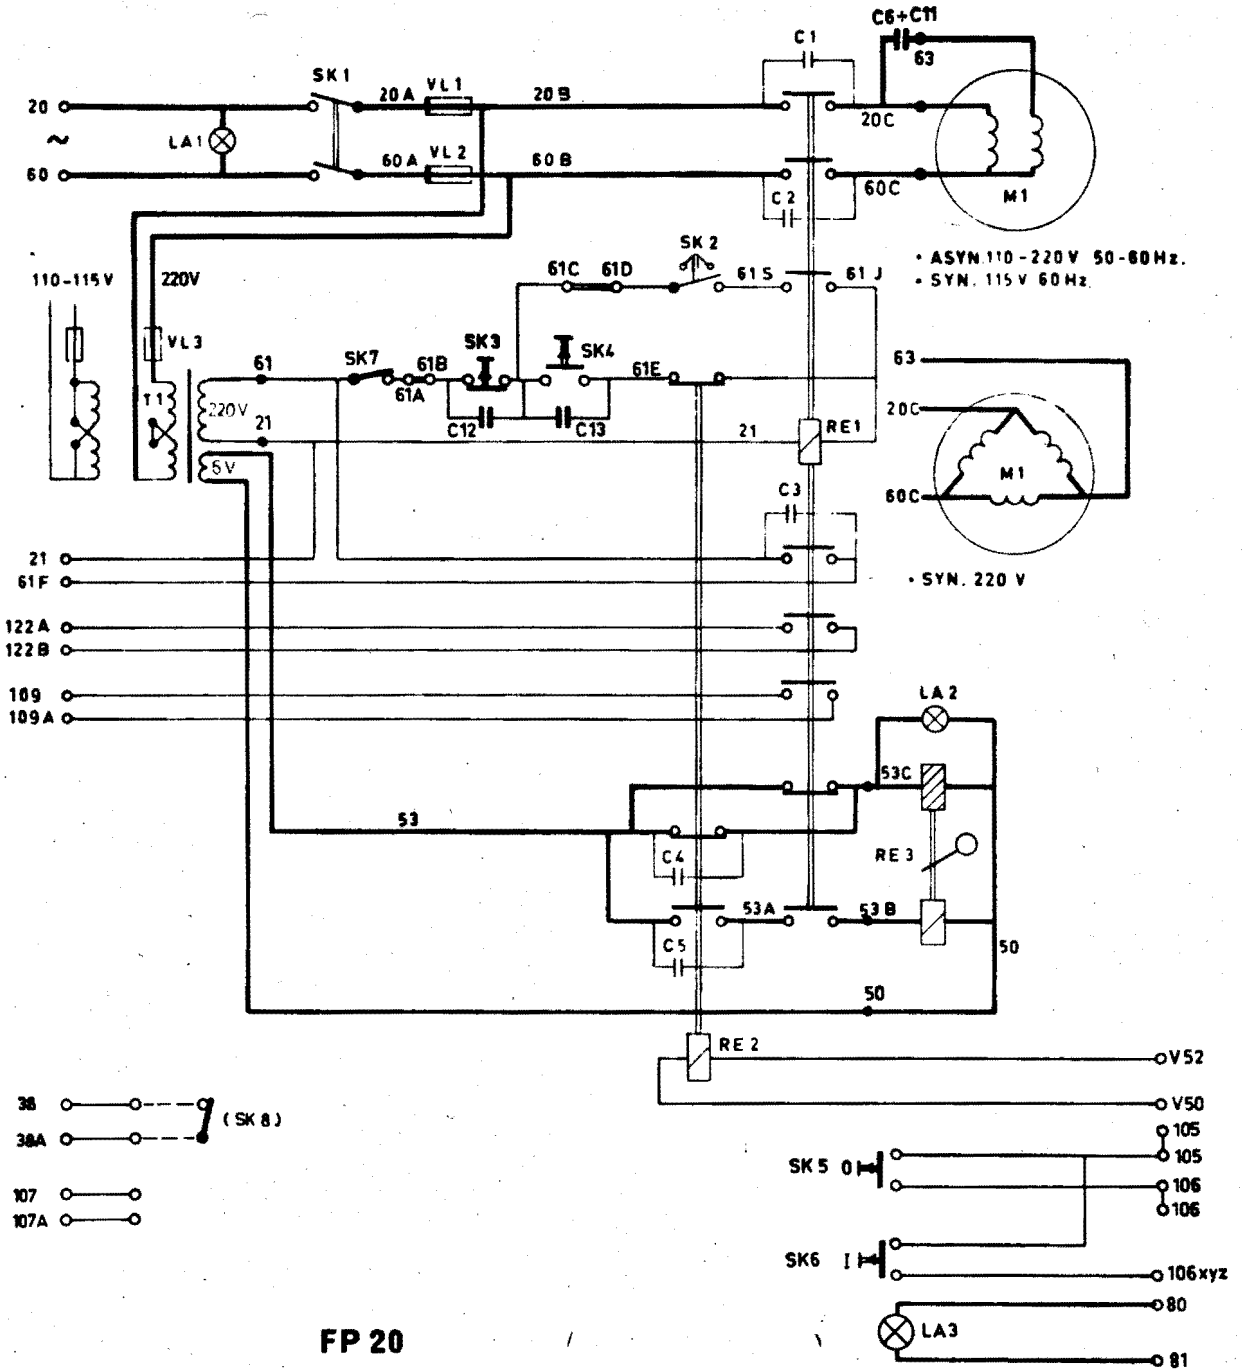 C6+C11
C1
63
SK1
20A
VL1
20B
20
LA1
20C
~
60
60A
VL2
60B
C2
60C
M1
SK2
• ASYN. 110-220V 50-60Hz.
• SYN. 115V 60Hz
110-115V
220V
61C
61D
61S
61J
VL3
SK3
SK4
63
61
SK7
61B
61E
61A
T1
220V
20C
21
C12
C13
21
RE1
M1
6V
C3
60C
21
61F
• SYN. 220 V
122A
122B
109
109A
LA2
53C
53
C4
RE3
53A
53B
C5
50
50
RE2
V52
38
(SK8)
V50
38A
105
105
SK5
O
106
107
106
107A
SK6
I
106xyz
80
FP 20
LA3
81